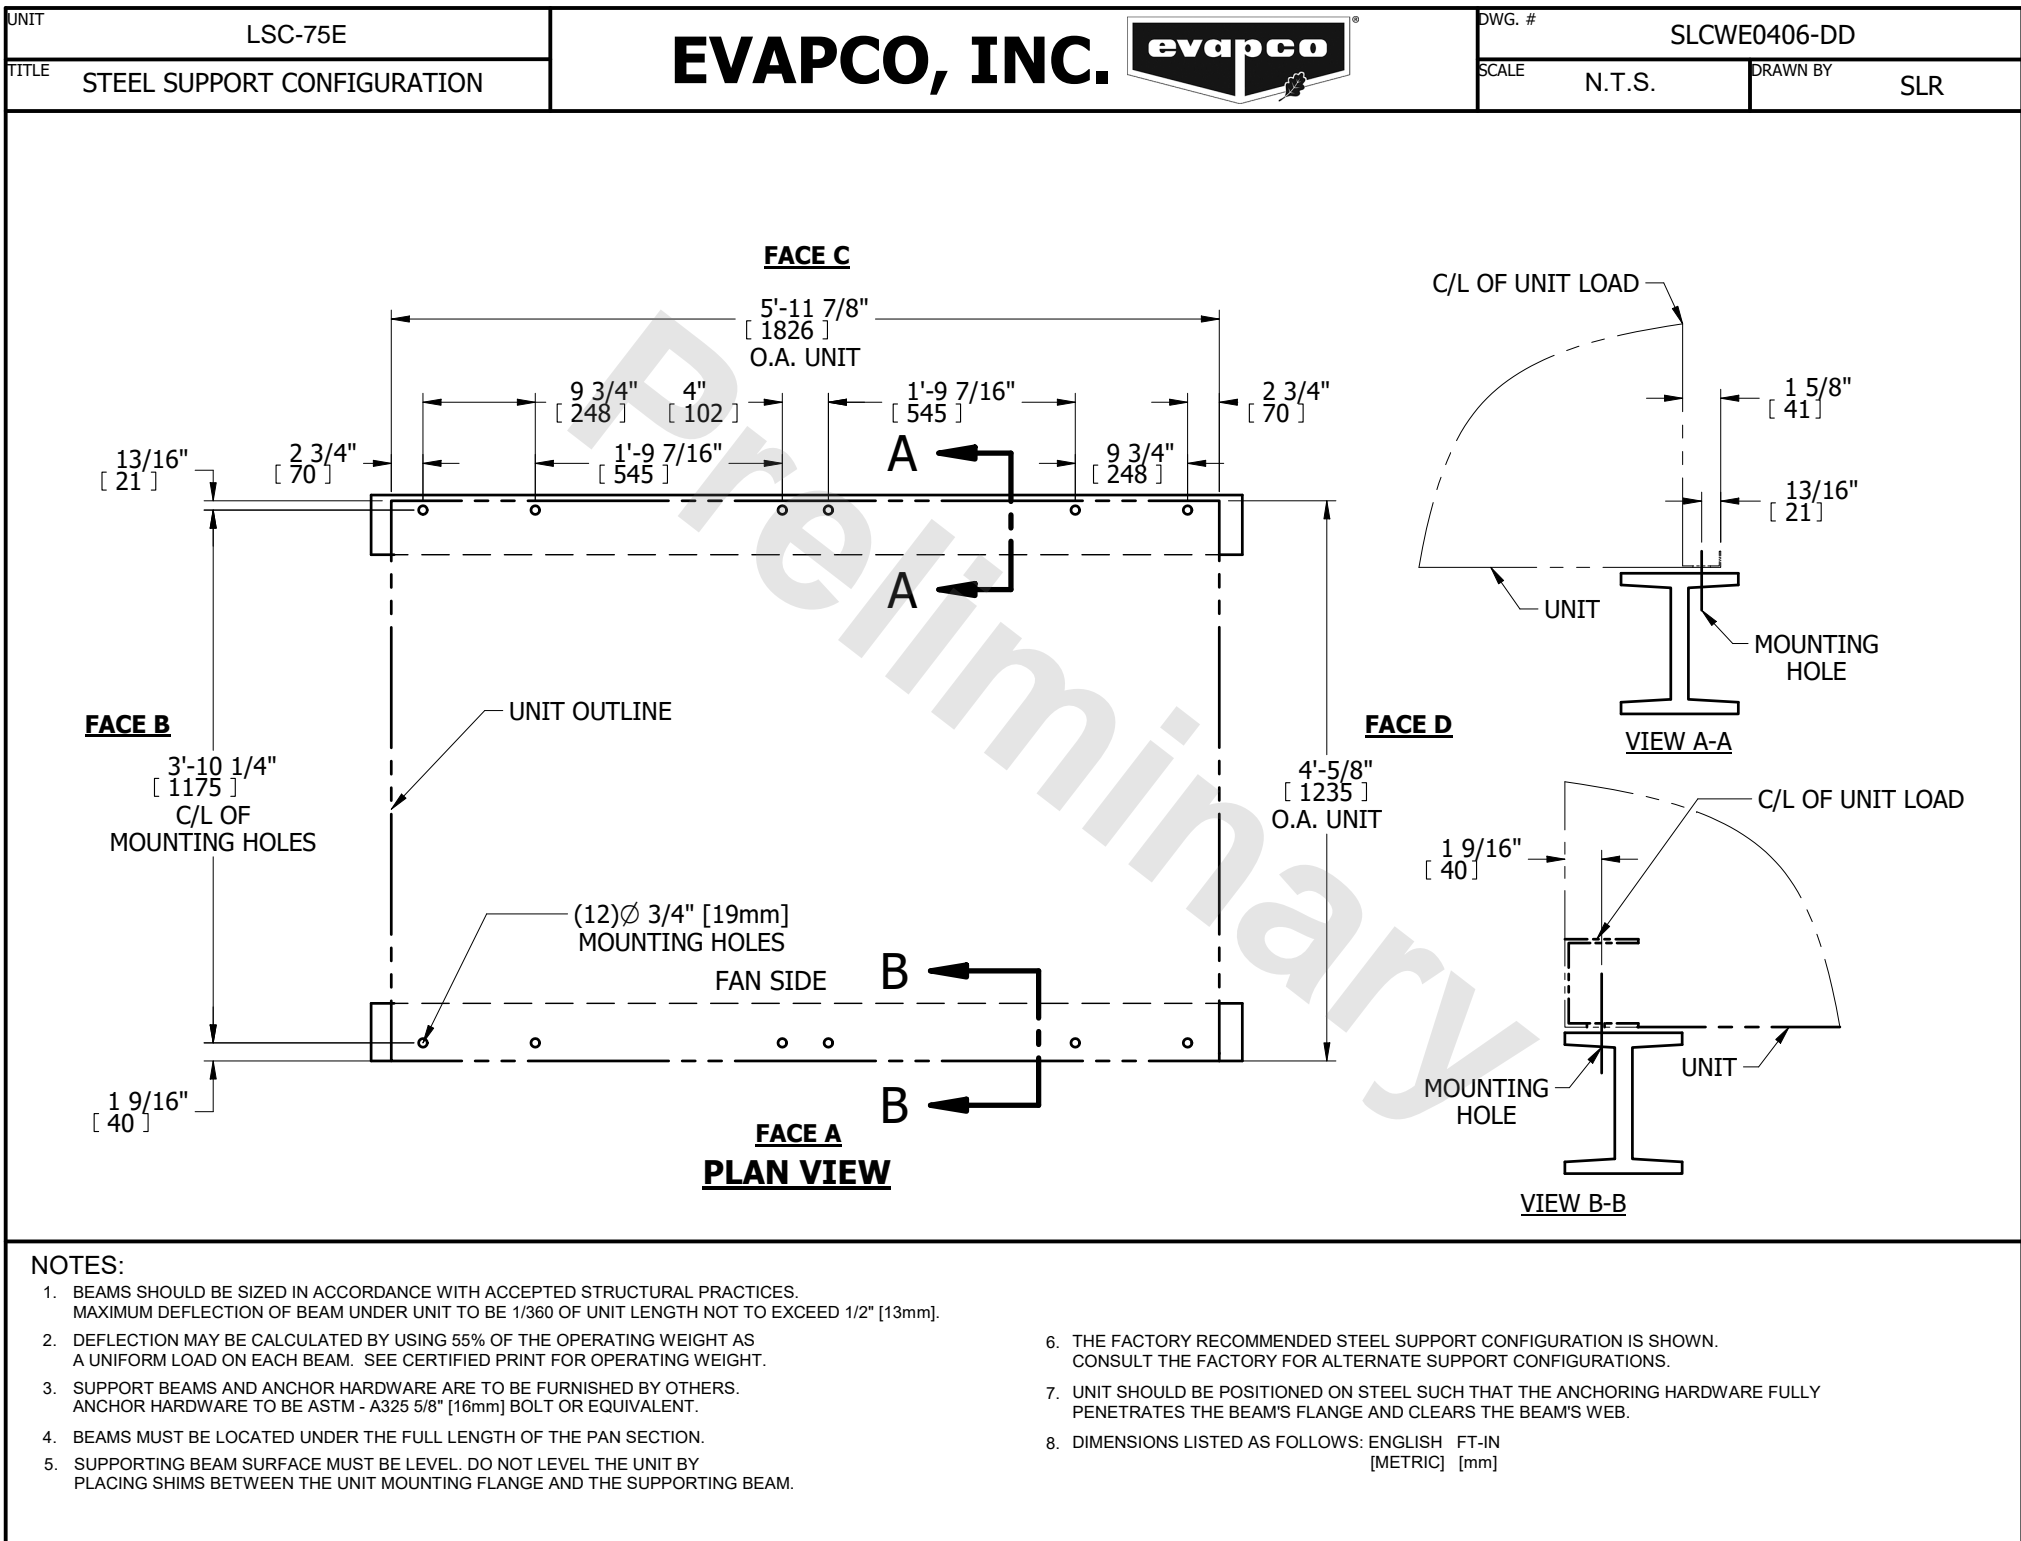 UNIT
LSC-75E
TITLE
STEEL SUPPORT CONFIGURATION
EVAPCO, INC.
evapco
®
DWG. #
SLCWE0406-DD
SCALE
N.T.S.
DRAWN BY
SLR
FACE C
5'-11 7/8"
[ 1826 ]
O.A. UNIT
9 3/4"
[ 248 ]
4"
[ 102 ]
1'-9 7/16"
[ 545 ]
2 3/4"
[ 70 ]
13/16"
[ 21 ]
2 3/4"
[ 70 ]
1'-9 7/16"
[ 545 ]
A
9 3/4"
[ 248 ]
A
UNIT OUTLINE
FACE B
3'-10 1/4"
[ 1175 ]
C/L OF
MOUNTING HOLES
FACE D
4'-5/8"
[ 1235 ]
O.A. UNIT
(12)Ø 3/4" [19mm]
MOUNTING HOLES
FAN SIDE
B
B
1 9/16"
[ 40 ]
FACE A
PLAN VIEW
Preliminary
C/L OF UNIT LOAD
1 5/8"
[ 41]
13/16"
[ 21]
UNIT
MOUNTING
HOLE
VIEW A-A
C/L OF UNIT LOAD
1 9/16"
[ 40]
UNIT
MOUNTING
HOLE
VIEW B-B
NOTES:
1. BEAMS SHOULD BE SIZED IN ACCORDANCE WITH ACCEPTED STRUCTURAL PRACTICES.
MAXIMUM DEFLECTION OF BEAM UNDER UNIT TO BE 1/360 OF UNIT LENGTH NOT TO EXCEED 1/2" [13mm].
2. DEFLECTION MAY BE CALCULATED BY USING 55% OF THE OPERATING WEIGHT AS
A UNIFORM LOAD ON EACH BEAM. SEE CERTIFIED PRINT FOR OPERATING WEIGHT.
3. SUPPORT BEAMS AND ANCHOR HARDWARE ARE TO BE FURNISHED BY OTHERS.
ANCHOR HARDWARE TO BE ASTM - A325 5/8" [16mm] BOLT OR EQUIVALENT.
4. BEAMS MUST BE LOCATED UNDER THE FULL LENGTH OF THE PAN SECTION.
5. SUPPORTING BEAM SURFACE MUST BE LEVEL. DO NOT LEVEL THE UNIT BY
PLACING SHIMS BETWEEN THE UNIT MOUNTING FLANGE AND THE SUPPORTING BEAM.
6. THE FACTORY RECOMMENDED STEEL SUPPORT CONFIGURATION IS SHOWN.
CONSULT THE FACTORY FOR ALTERNATE SUPPORT CONFIGURATIONS.
7. UNIT SHOULD BE POSITIONED ON STEEL SUCH THAT THE ANCHORING HARDWARE FULLY
PENETRATES THE BEAM'S FLANGE AND CLEARS THE BEAM'S WEB.
8. DIMENSIONS LISTED AS FOLLOWS: ENGLISH FT-IN
[METRIC] [mm]